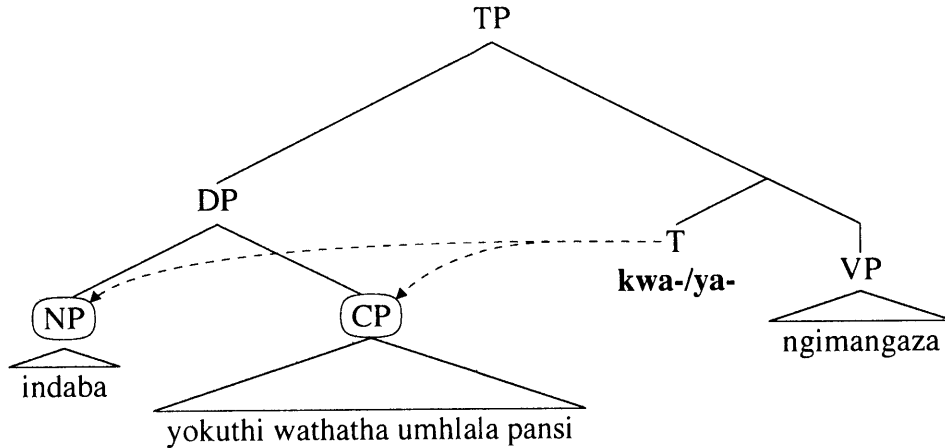 TP
DP
T
kwa-/ya-
VP
NP
CP
ngimangaza
indaba
yokuthi wathatha umhlala pansi